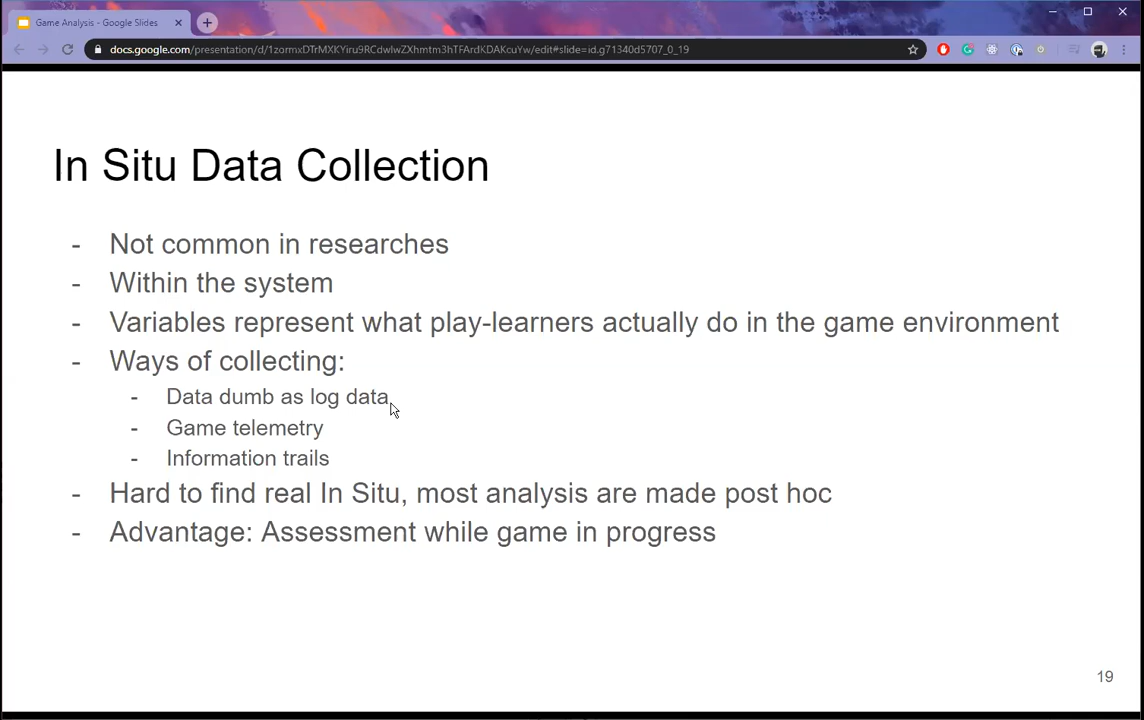 Game Analysis - Google Slides
docs.google.com/presentation/d/1zormxDTrMXKYiru9RCdwlwZXhmtm3hTFArdKDAKcuYw/edit#slide=id.g71340d5707_0_19
In Situ Data Collection
- Not common in researches
- Within the system
- Variables represent what play-learners actually do in the game environment
- Ways of collecting:
- Data dumb as log data
- Game telemetry
- Information trails
- Hard to find real In Situ, most analysis are made post hoc
- Advantage: Assessment while game in progress
19